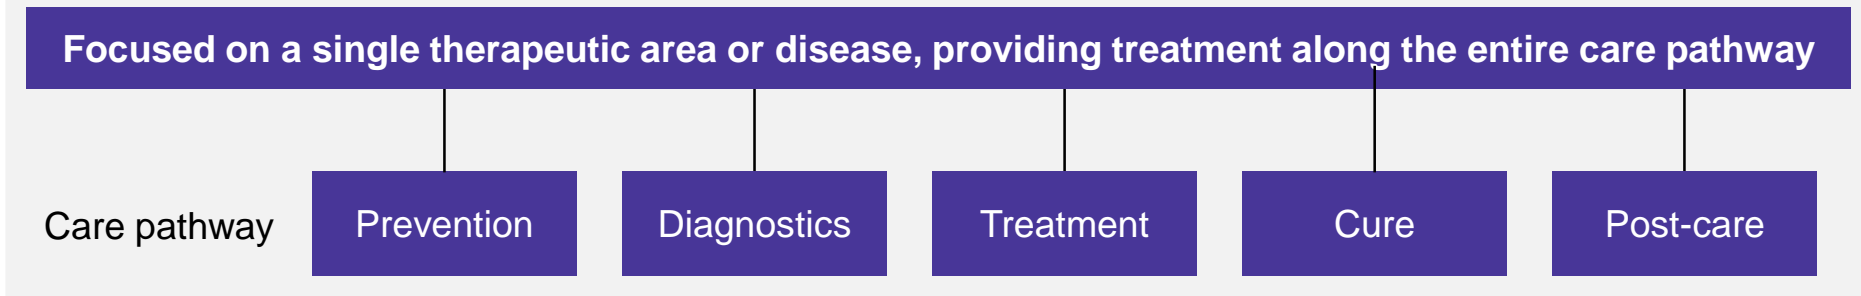 Focused on a single therapeutic area or disease, providing treatment along the entire care pathway
Care pathway
Prevention
Diagnostics
Treatment
Cure
Post-care